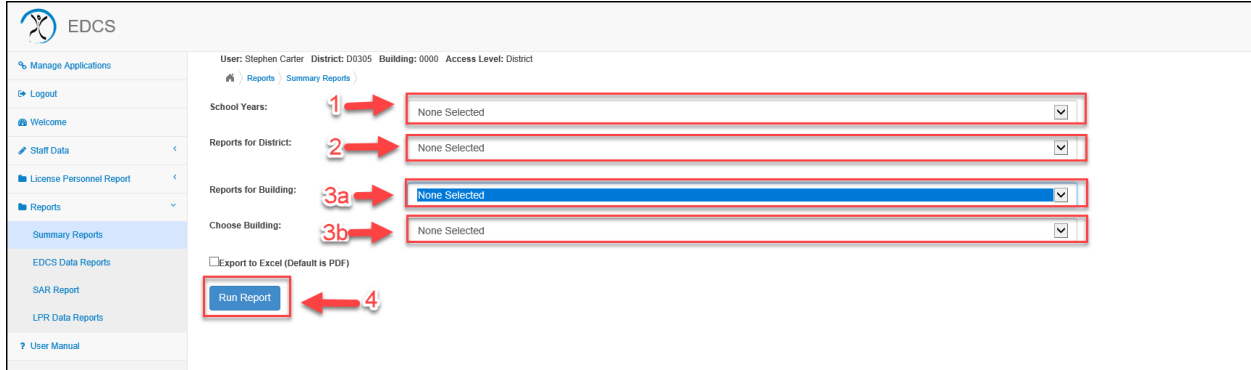 EDCS
User: Stephen Carter District: D0305 Building: 0000 Access Level: District
Reports Summary Reports
Manage Applications
Logout
Welcome
Staff Data
License Personnel Report
Reports
Summary Reports
EDCS Data Reports
SAR Report
LPR Data Reports
? User Manual
School Years: 1 None Selected
Reports for District: 2 None Selected
Reports for Building: 3a None Selected
Choose Building: 3b None Selected
Export to Excel (Default is PDF)
Run Report 4